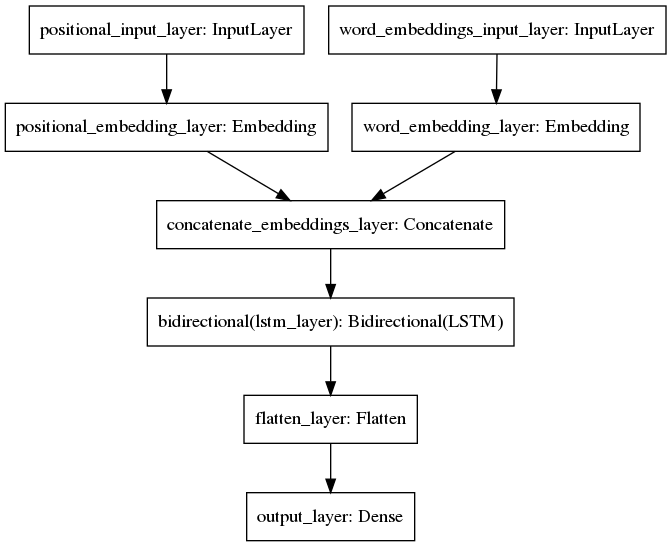 positional_input_layer: InputLayer
word_embeddings_input_layer: InputLayer
positional_embedding_layer: Embedding
word_embedding_layer: Embedding
concatenate_embeddings_layer: Concatenate
bidirectional(lstm_layer): Bidirectional(LSTM)
flatten_layer: Flatten
output_layer: Dense